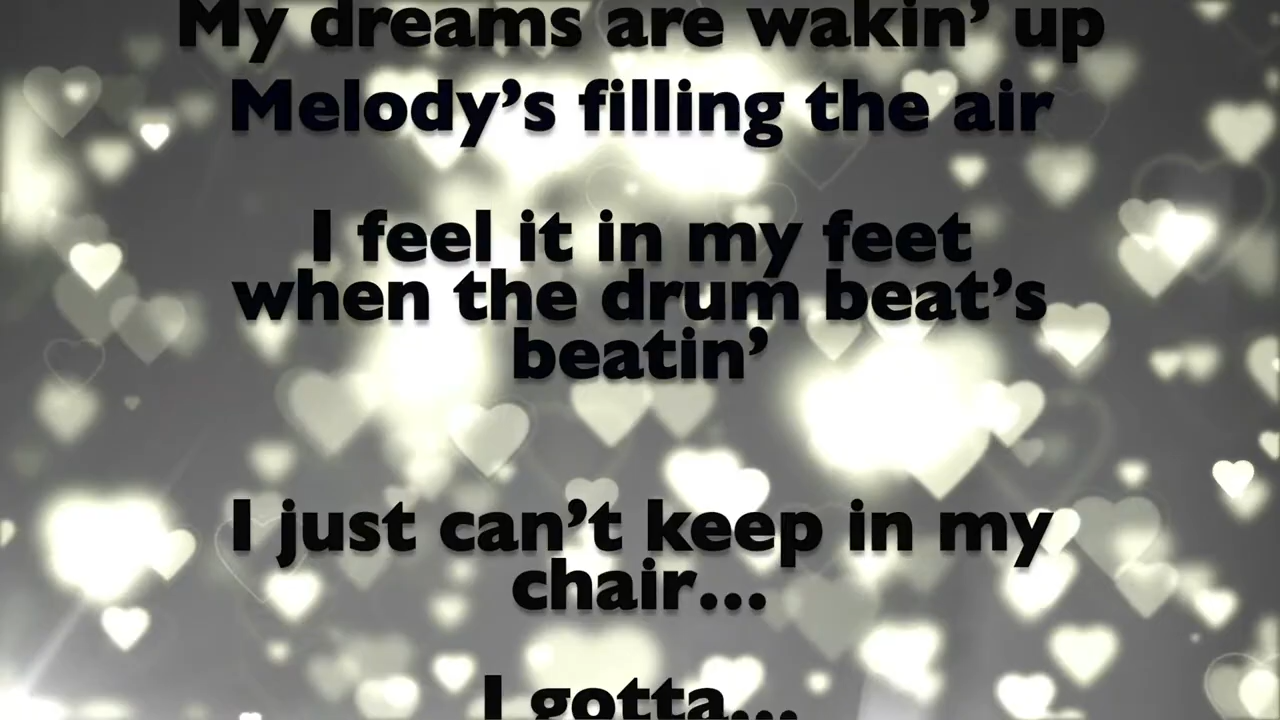 My dreams are wakin’ up
Melody’s filling the air
I feel it in my feet
when the drum beat’s
beatin’
I just can’t keep in my
chair...
I gotta...